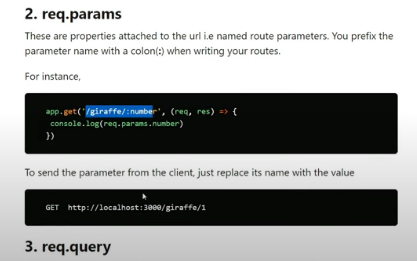 2. req.params
These are properties attached to the url i.e named route parameters. You prefix the
parameter name with a colon(:) when writing your routes.
For instance,
app.get('/giraffe/:number', (req, res) => {
console.log(req.params.number)
})
To send the parameter from the client, just replace its name with the value
GET http://localhost:3000/giraffe/1
3. req.query